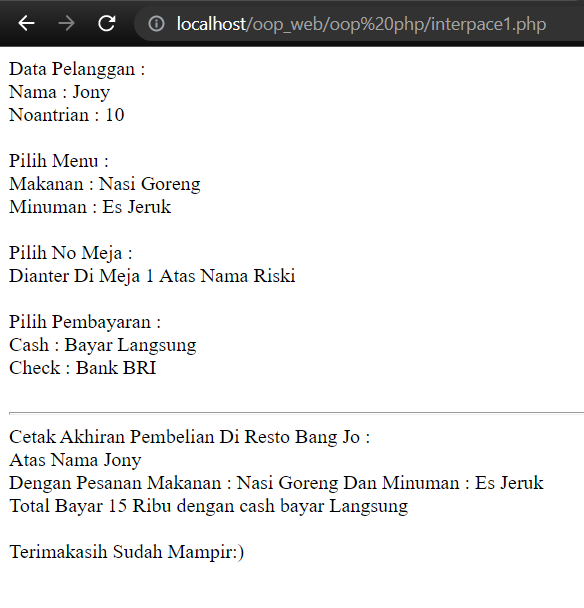 localhost/oop_web/oop%20php/interpace1.php
Data Pelanggan :
Nama : Jony
Noantrian : 10
Pilih Menu :
Makanan : Nasi Goreng
Minuman : Es Jeruk
Pilih No Meja :
Dianter Di Meja 1 Atas Nama Riski
Pilih Pembayaran :
Cash : Bayar Langsung
Check : Bank BRI
Cetak Akhiran Pembelian Di Resto Bang Jo :
Atas Nama Jony
Dengan Pesanan Makanan : Nasi Goreng Dan Minuman : Es Jeruk
Total Bayar 15 Ribu dengan cash bayar Langsung
Terimakasih Sudah Mampir:)